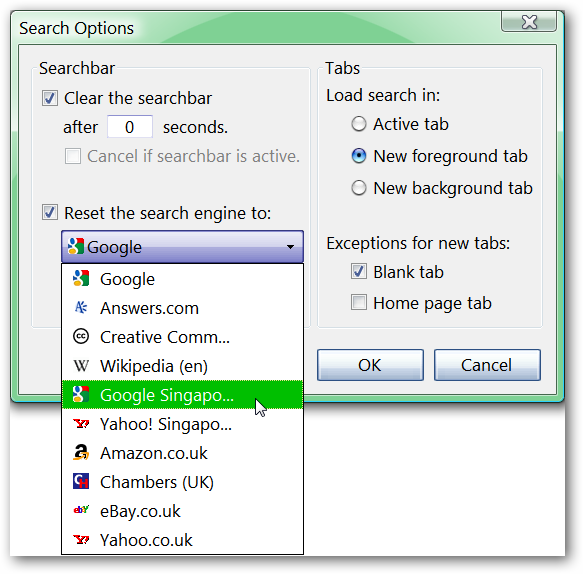 Search Options
Searchbar
Clear the searchbar
after 0 seconds.
Cancel if searchbar is active.
Reset the search engine to:
Google
Google
Answers.com
Creative Comm...
W Wikipedia (en)
Google Singapo...
Yahoo! Singapo...
Amazon.co.uk
Chambers (UK)
eBay.co.uk
Yahoo.co.uk
Tabs
Load search in:
Active tab
New foreground tab
New background tab
Exceptions for new tabs:
Blank tab
Home page tab
OK
Cancel